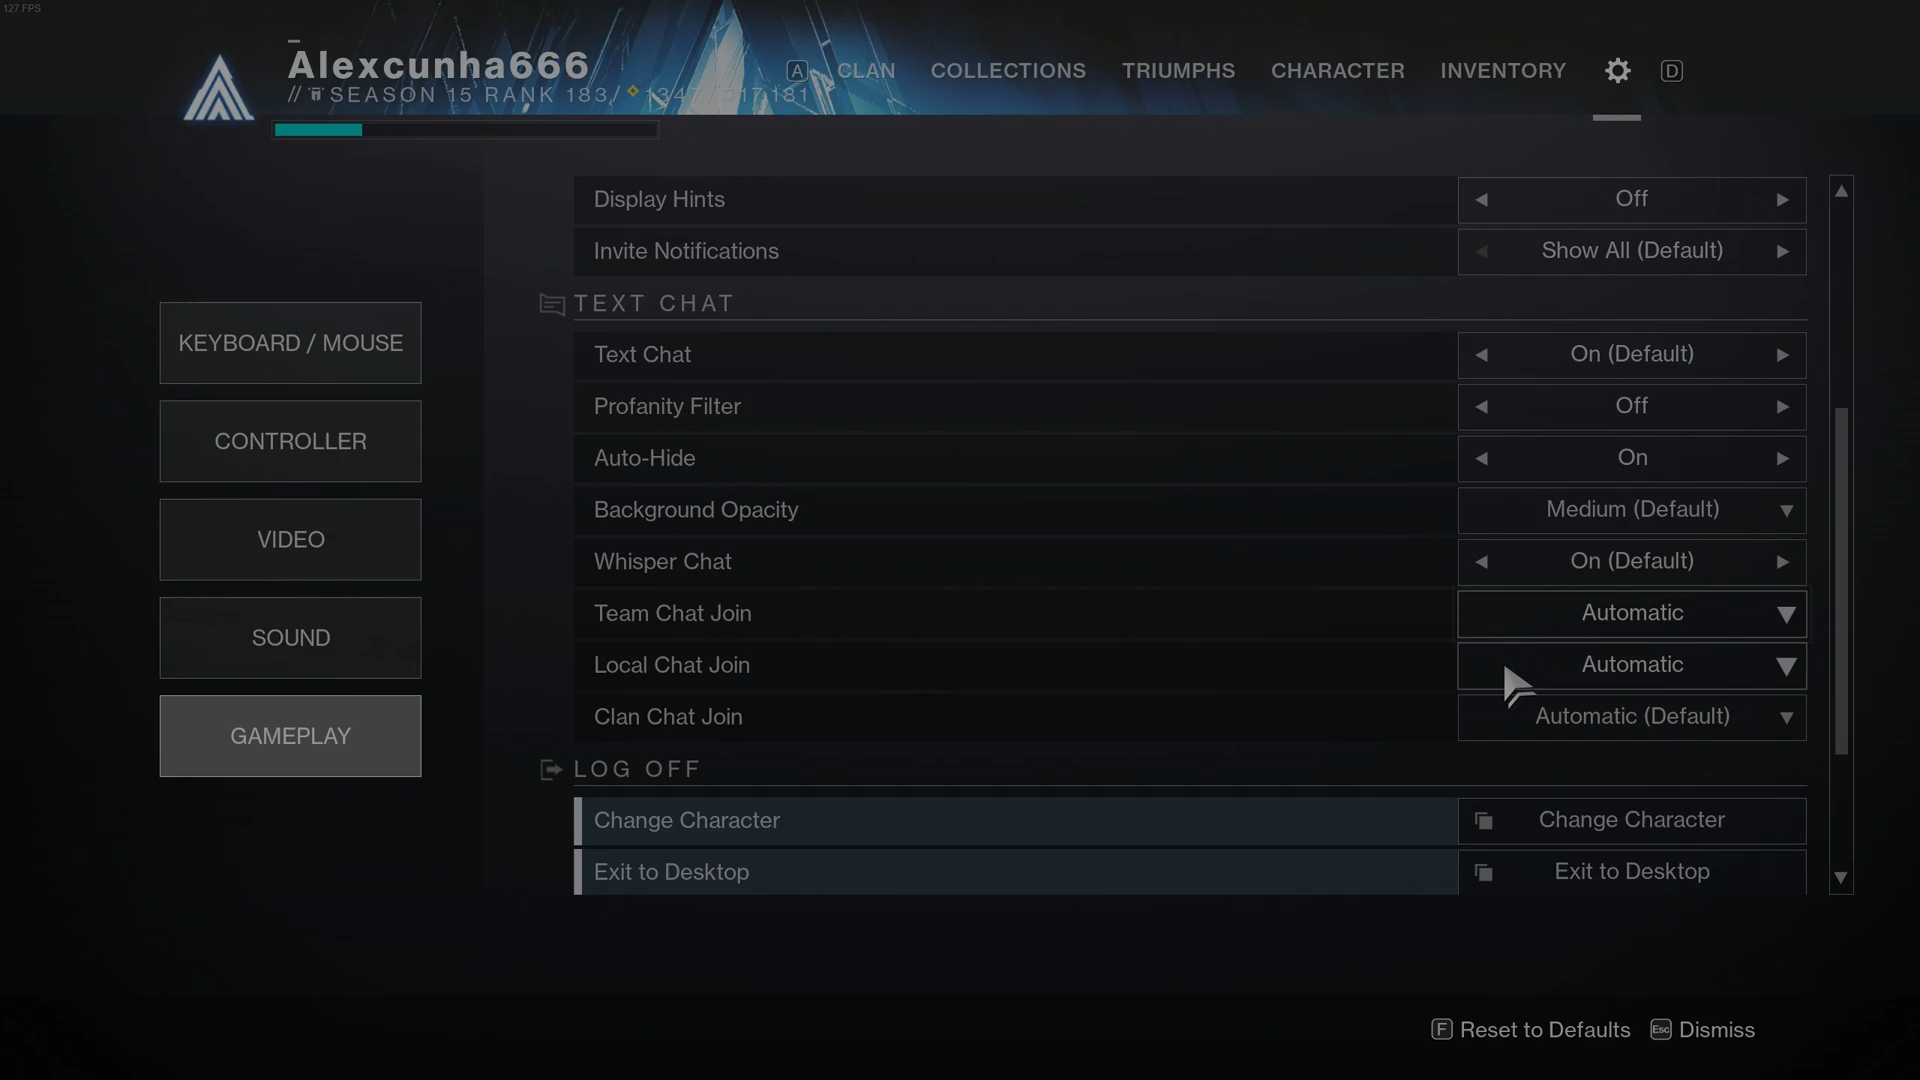 127 FPS
Alexcunha666
// SEASON 15 RANK 183/
A CLAN COLLECTIONS TRIUMPHS CHARACTER INVENTORY D
KEYBOARD / MOUSE
CONTROLLER
VIDEO
SOUND
GAMEPLAY
Display Hints Off
Invite Notifications Show All (Default)
TEXT CHAT
Text Chat On (Default)
Profanity Filter Off
Auto-Hide On
Background Opacity Medium (Default)
Whisper Chat On (Default)
Team Chat Join Automatic
Local Chat Join Automatic
Clan Chat Join Automatic (Default)
LOG OFF
Change Character Change Character
Exit to Desktop Exit to Desktop
F Reset to Defaults Esc Dismiss